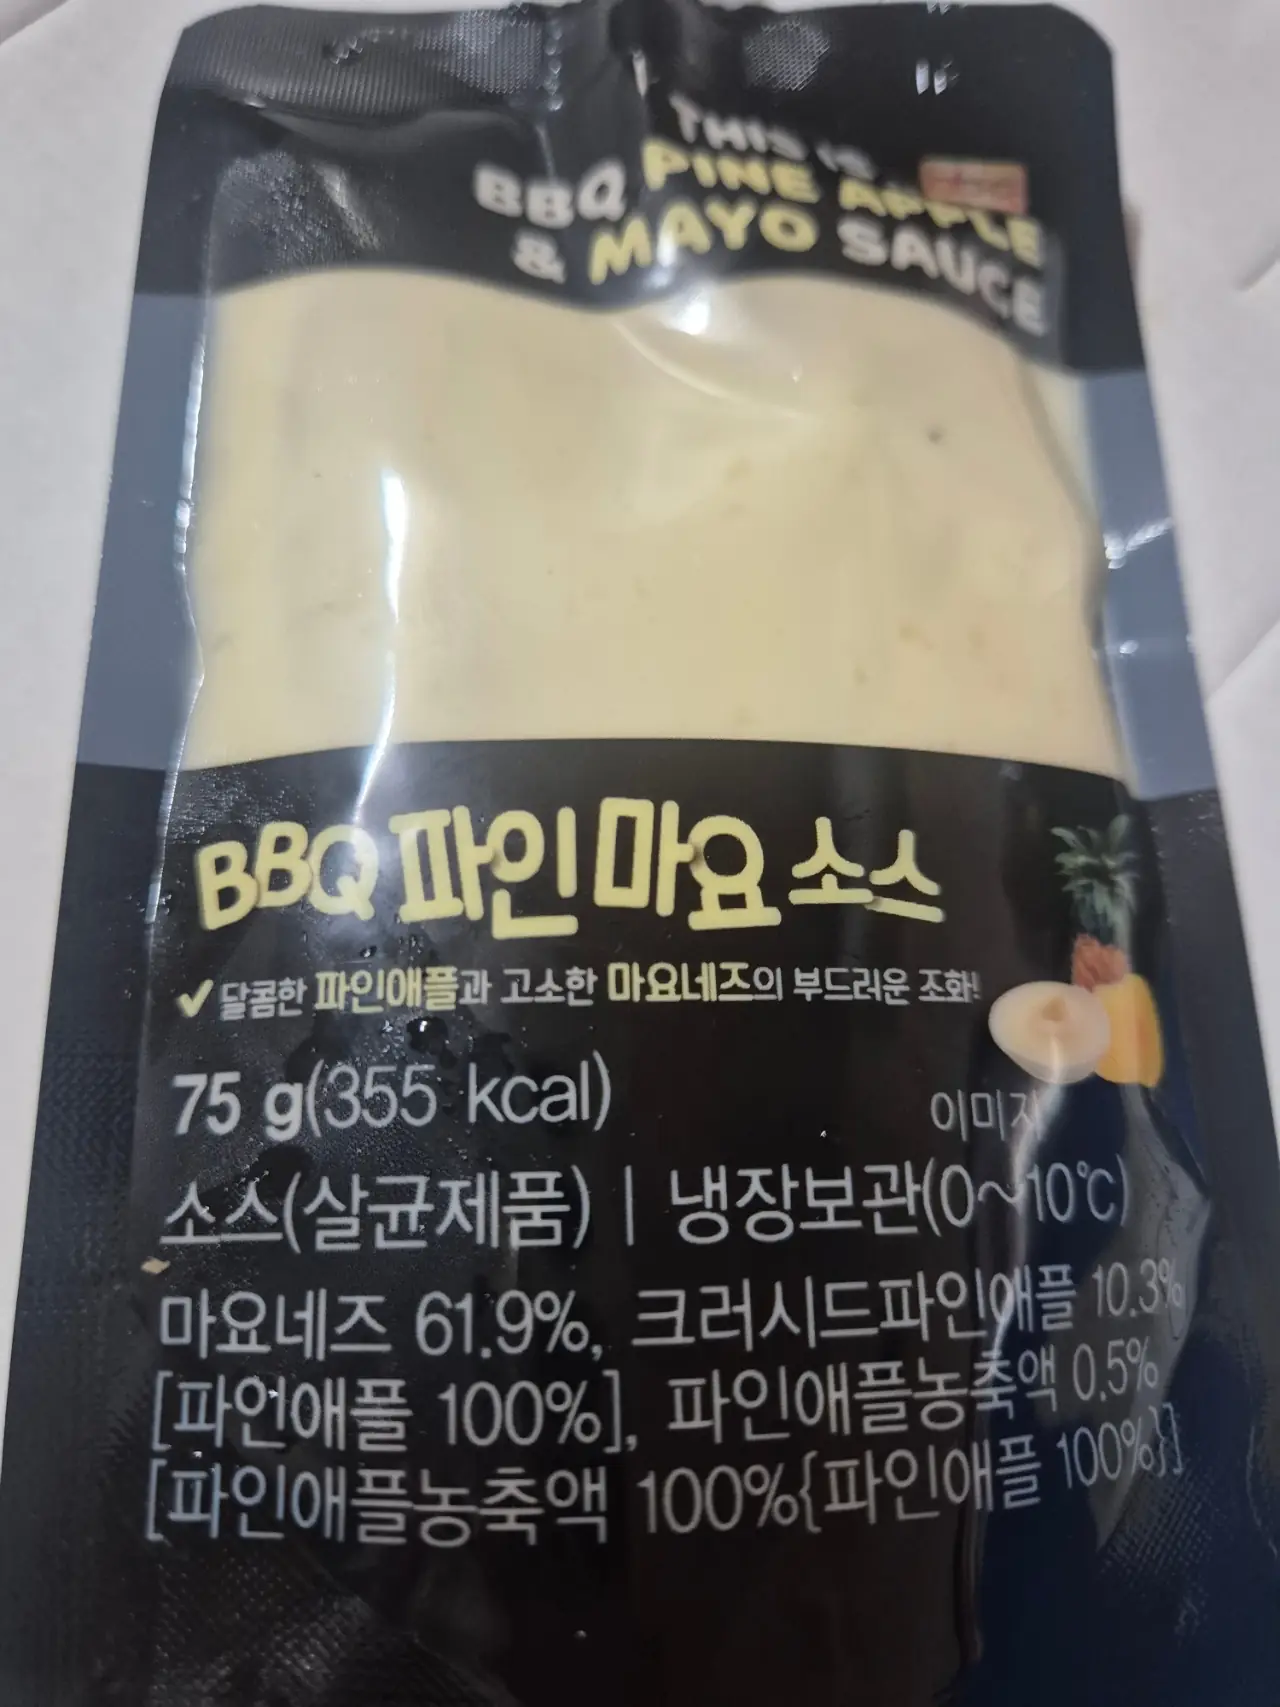 THIS IS
BBQ PINE APPLE
& MAYO SAUCE
BBQ 파인마요 소스
✓ 달콤한 파인애플과 고소한 마요네즈의 부드러운 조화!
75 g(355 kcal)
이미지
소스(살균제품) | 냉장보관(0~10℃)
마요네즈 61.9%, 크러시드파인애플 10.3%
[파인애플 100%], 파인애플농축액 0.5%
[파인애플농축액 100%{파인애플 100%}]